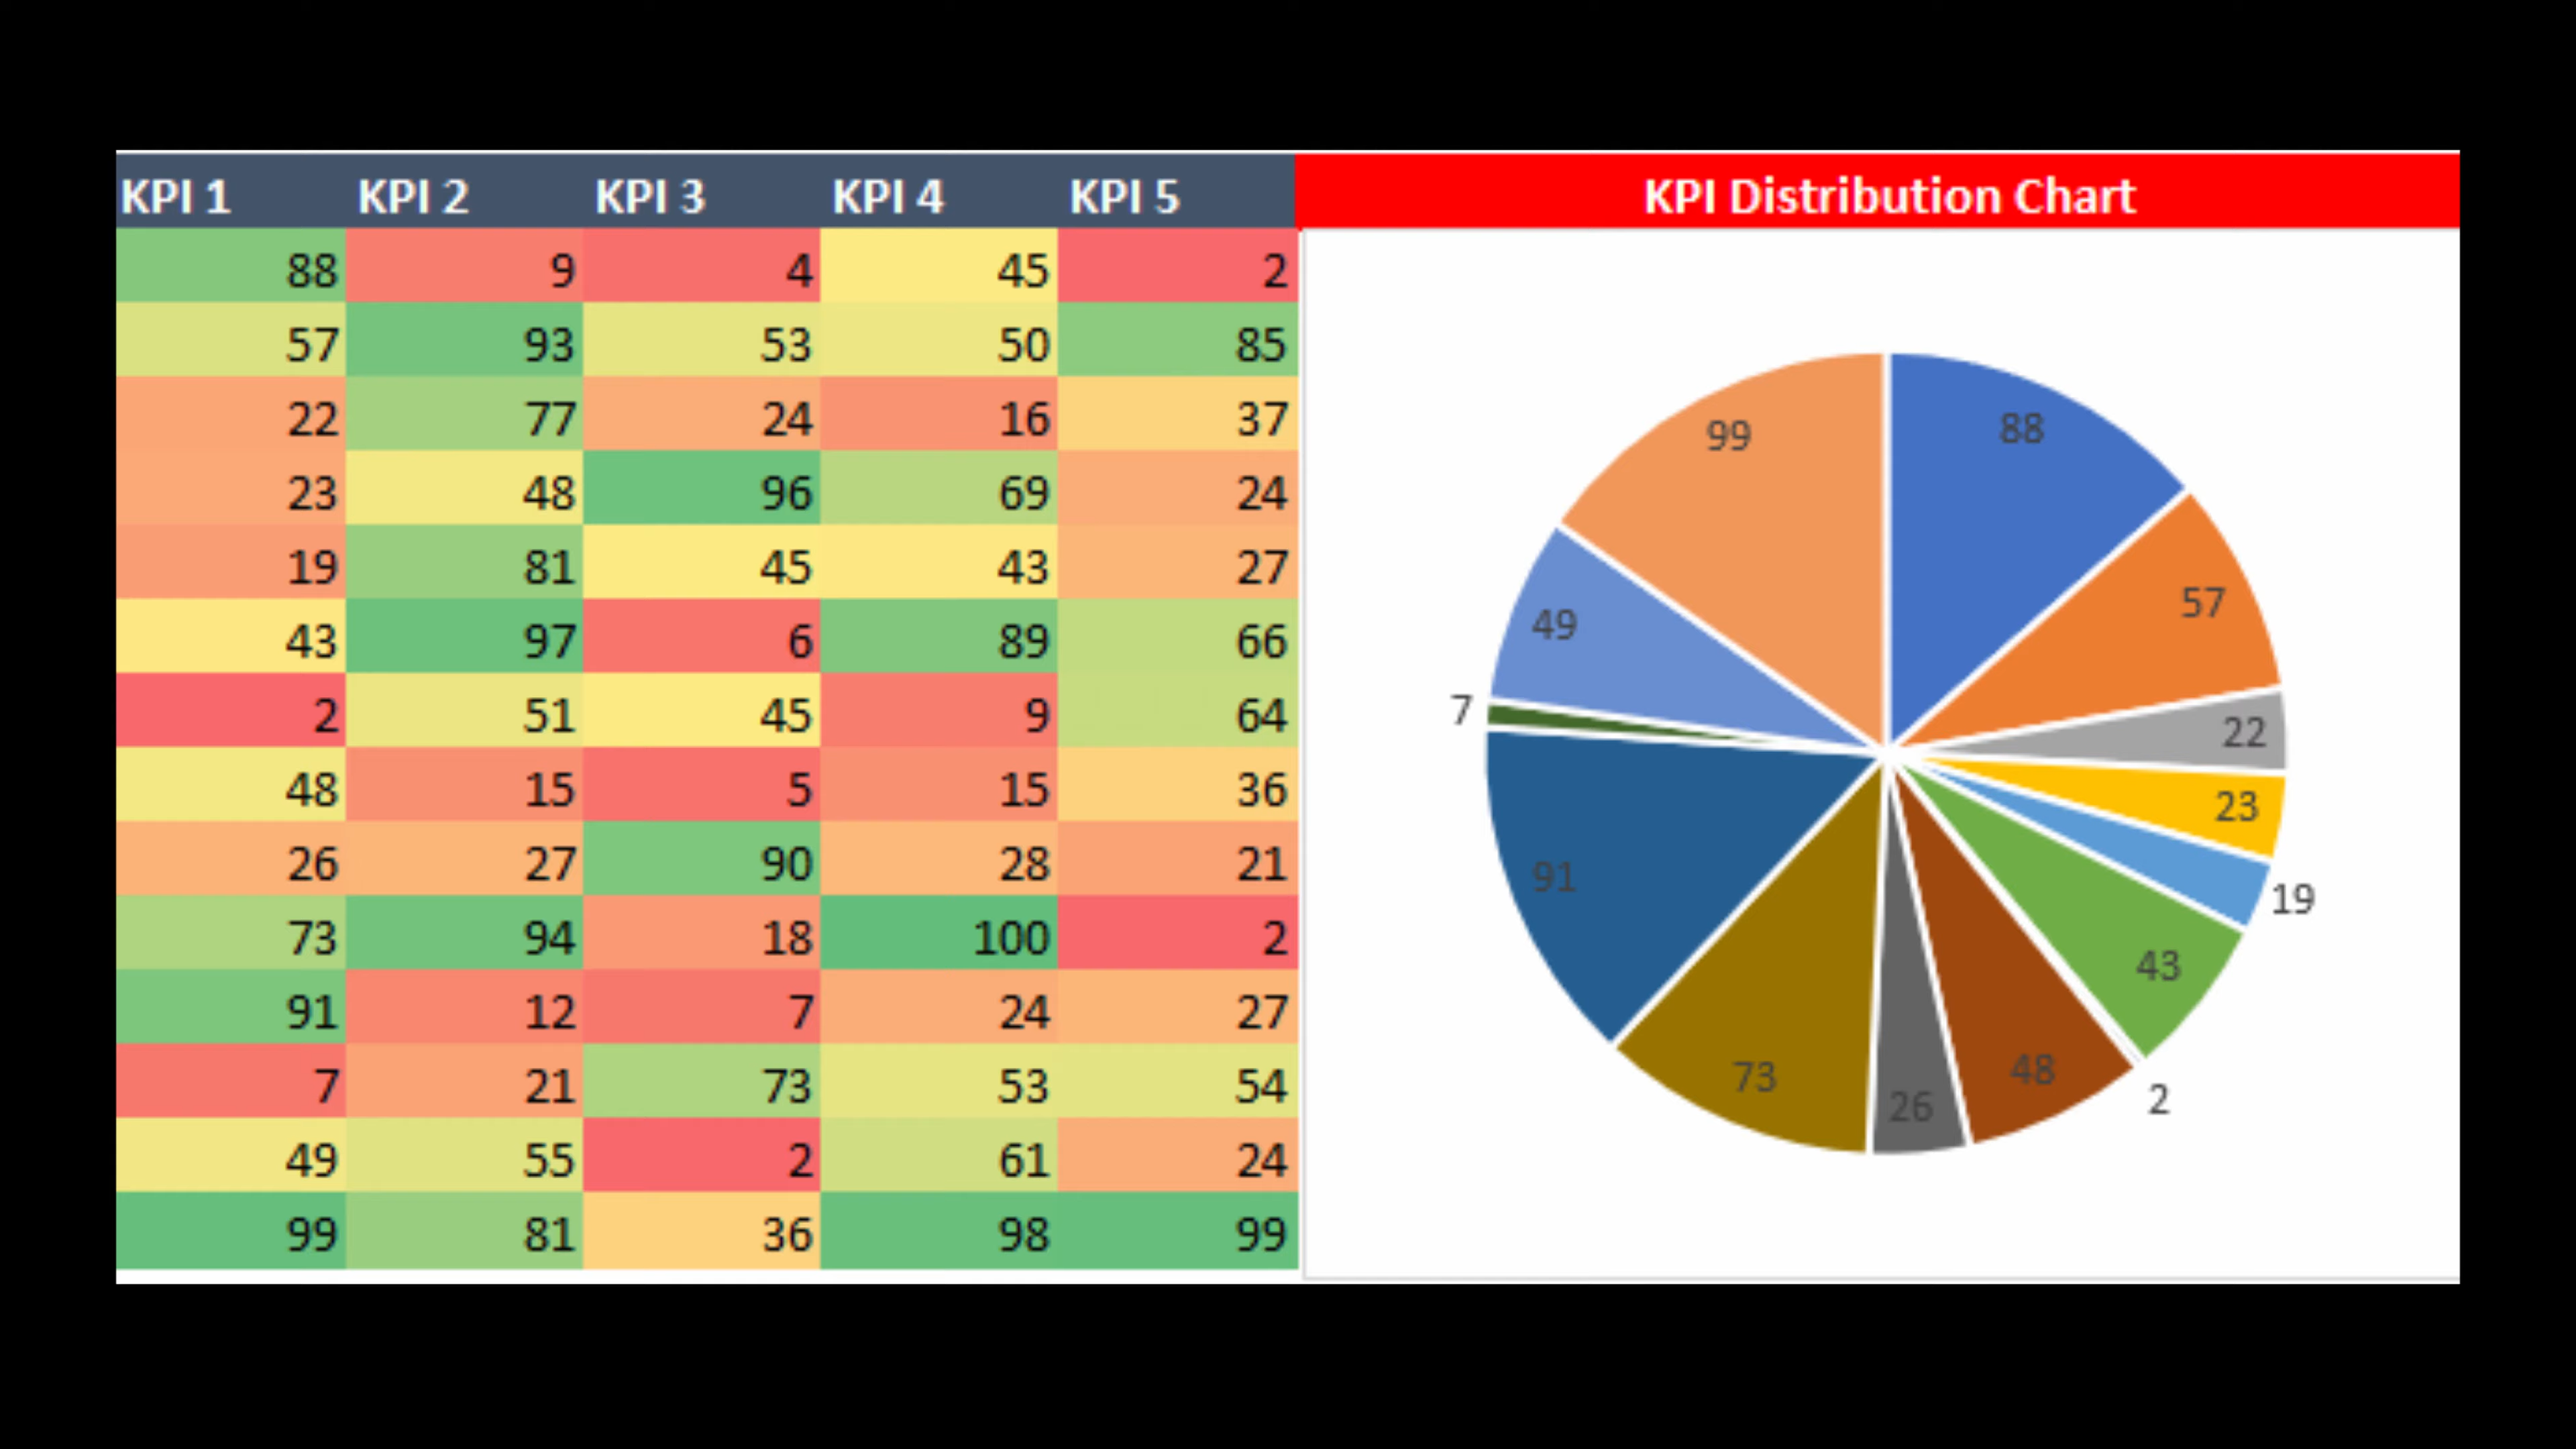 KPI 1 KPI 2 KPI 3 KPI 4 KPI 5
88 9 4 45 2
57 93 53 50 85
22 77 24 16 37
23 48 96 69 24
19 81 45 43 27
43 97 6 89 66
2 51 45 9 64
48 15 5 15 36
26 27 90 28 21
73 94 18 100 2
91 12 7 24 27
7 21 73 53 54
49 55 2 61 24
99 81 36 98 99
KPI Distribution Chart
88
57
22
23
19
43
2
48
26
73
91
7
49
99